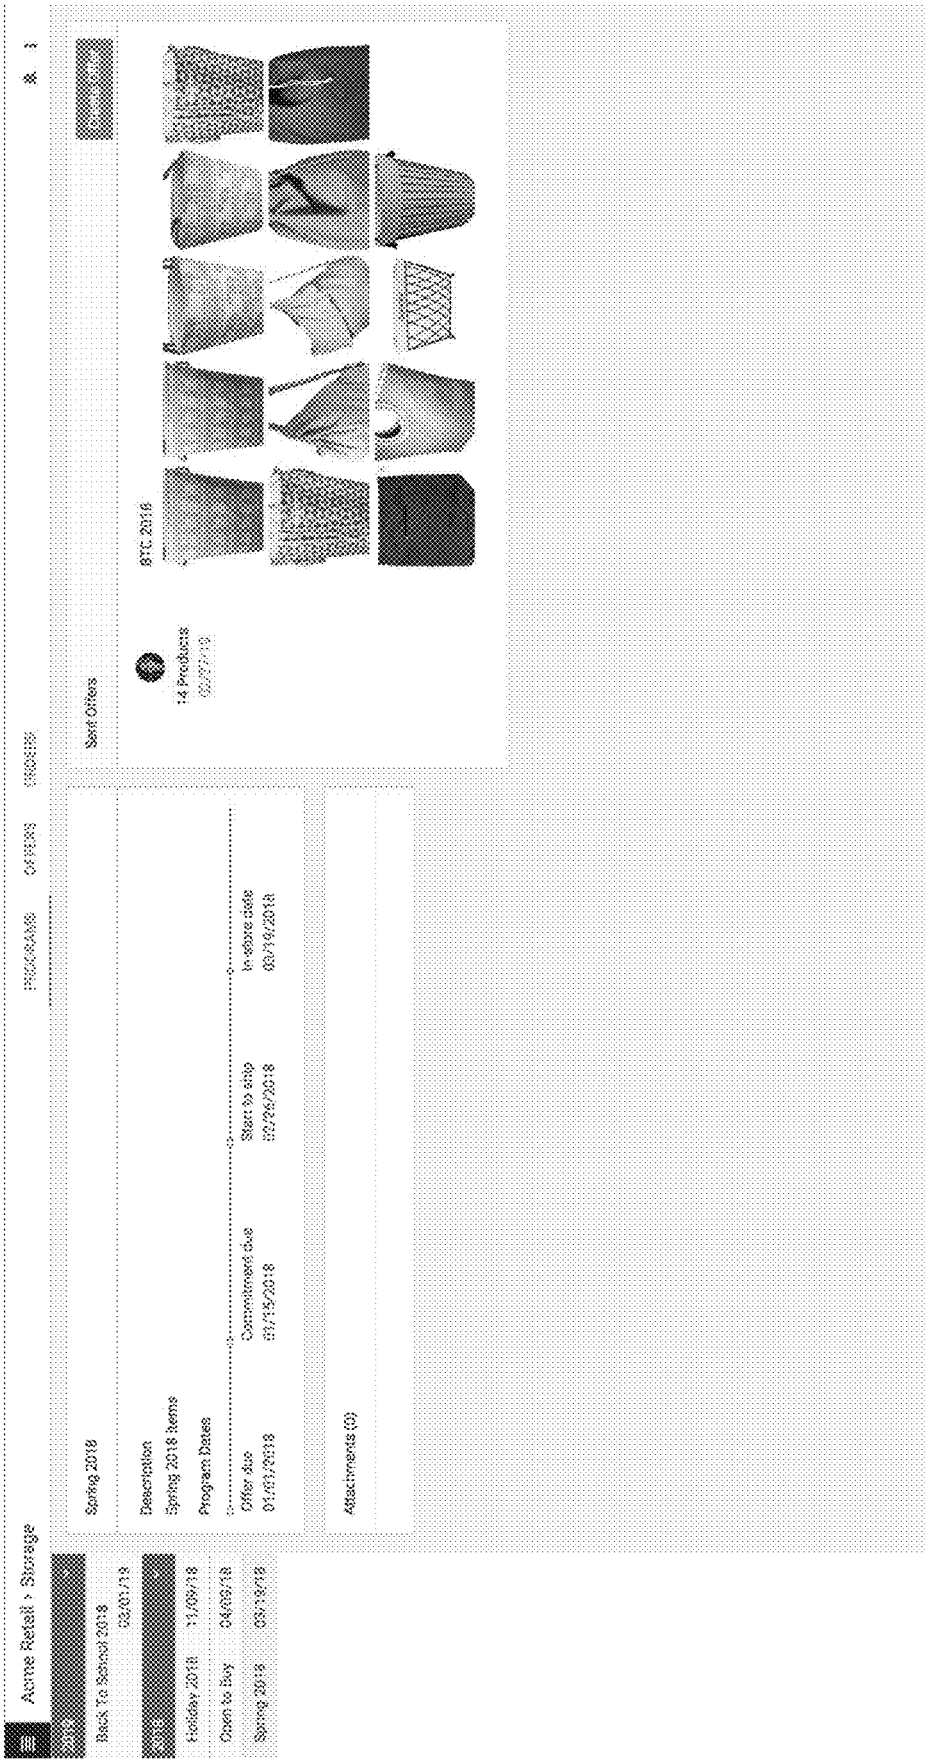 Acme Retail > Storage
PROGRAMS OFFERS ORDERS
2019
Back To School 2018
03/01/19
2018
Holiday 2018 11/09/18
Open to Buy 04/09/18
Spring 2018 03/19/18
Spring 2018
Description
Spring 2018 Items
Program Dates
Offer due Commitment due Start to ship In-store date
01/01/2018 01/15/2018 02/26/2018 03/19/2018
Attachments (0)
Sent Offers
BTC 2018
14 Products